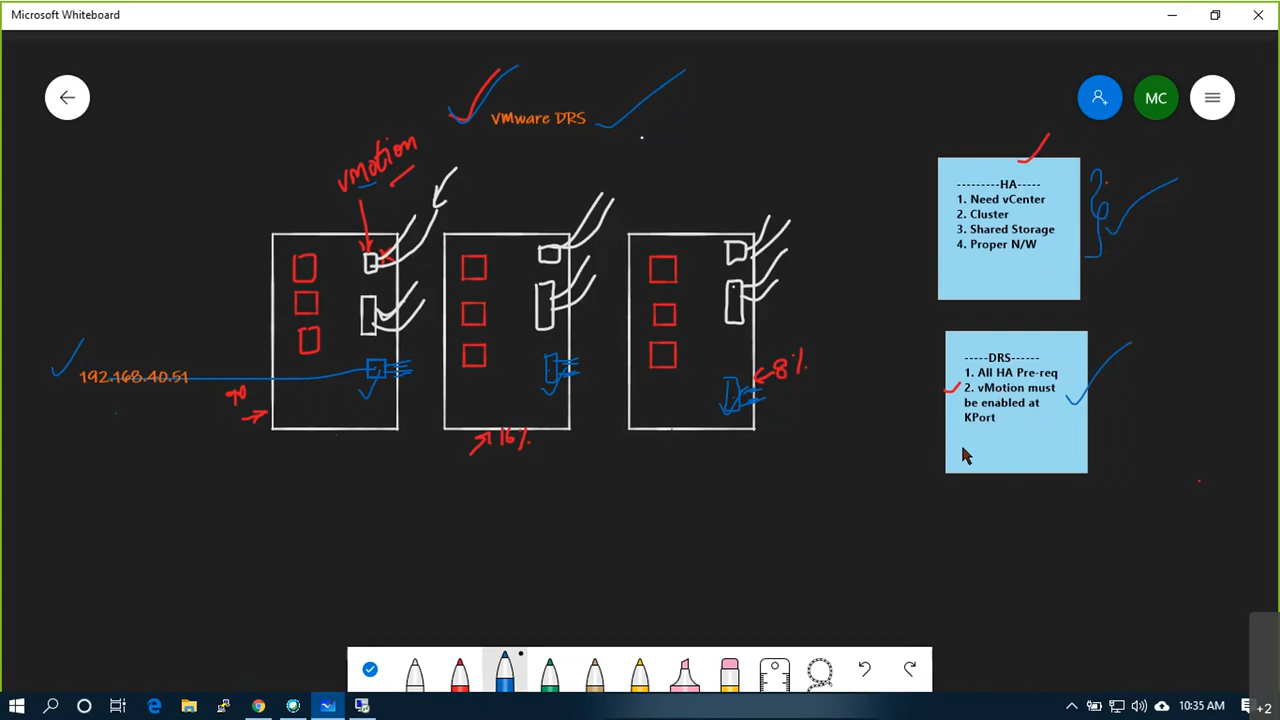 Microsoft Whiteboard
MC
VMware DRS
vmotion
---------HA-----
1. Need vCenter
2. Cluster
3. Shared Storage
4. Proper N/W
-----DRS------
1. All HA Pre-req
2. vMotion must
be enabled at
KPort
192.168.40.51
8%
16%
10:35 AM
+2